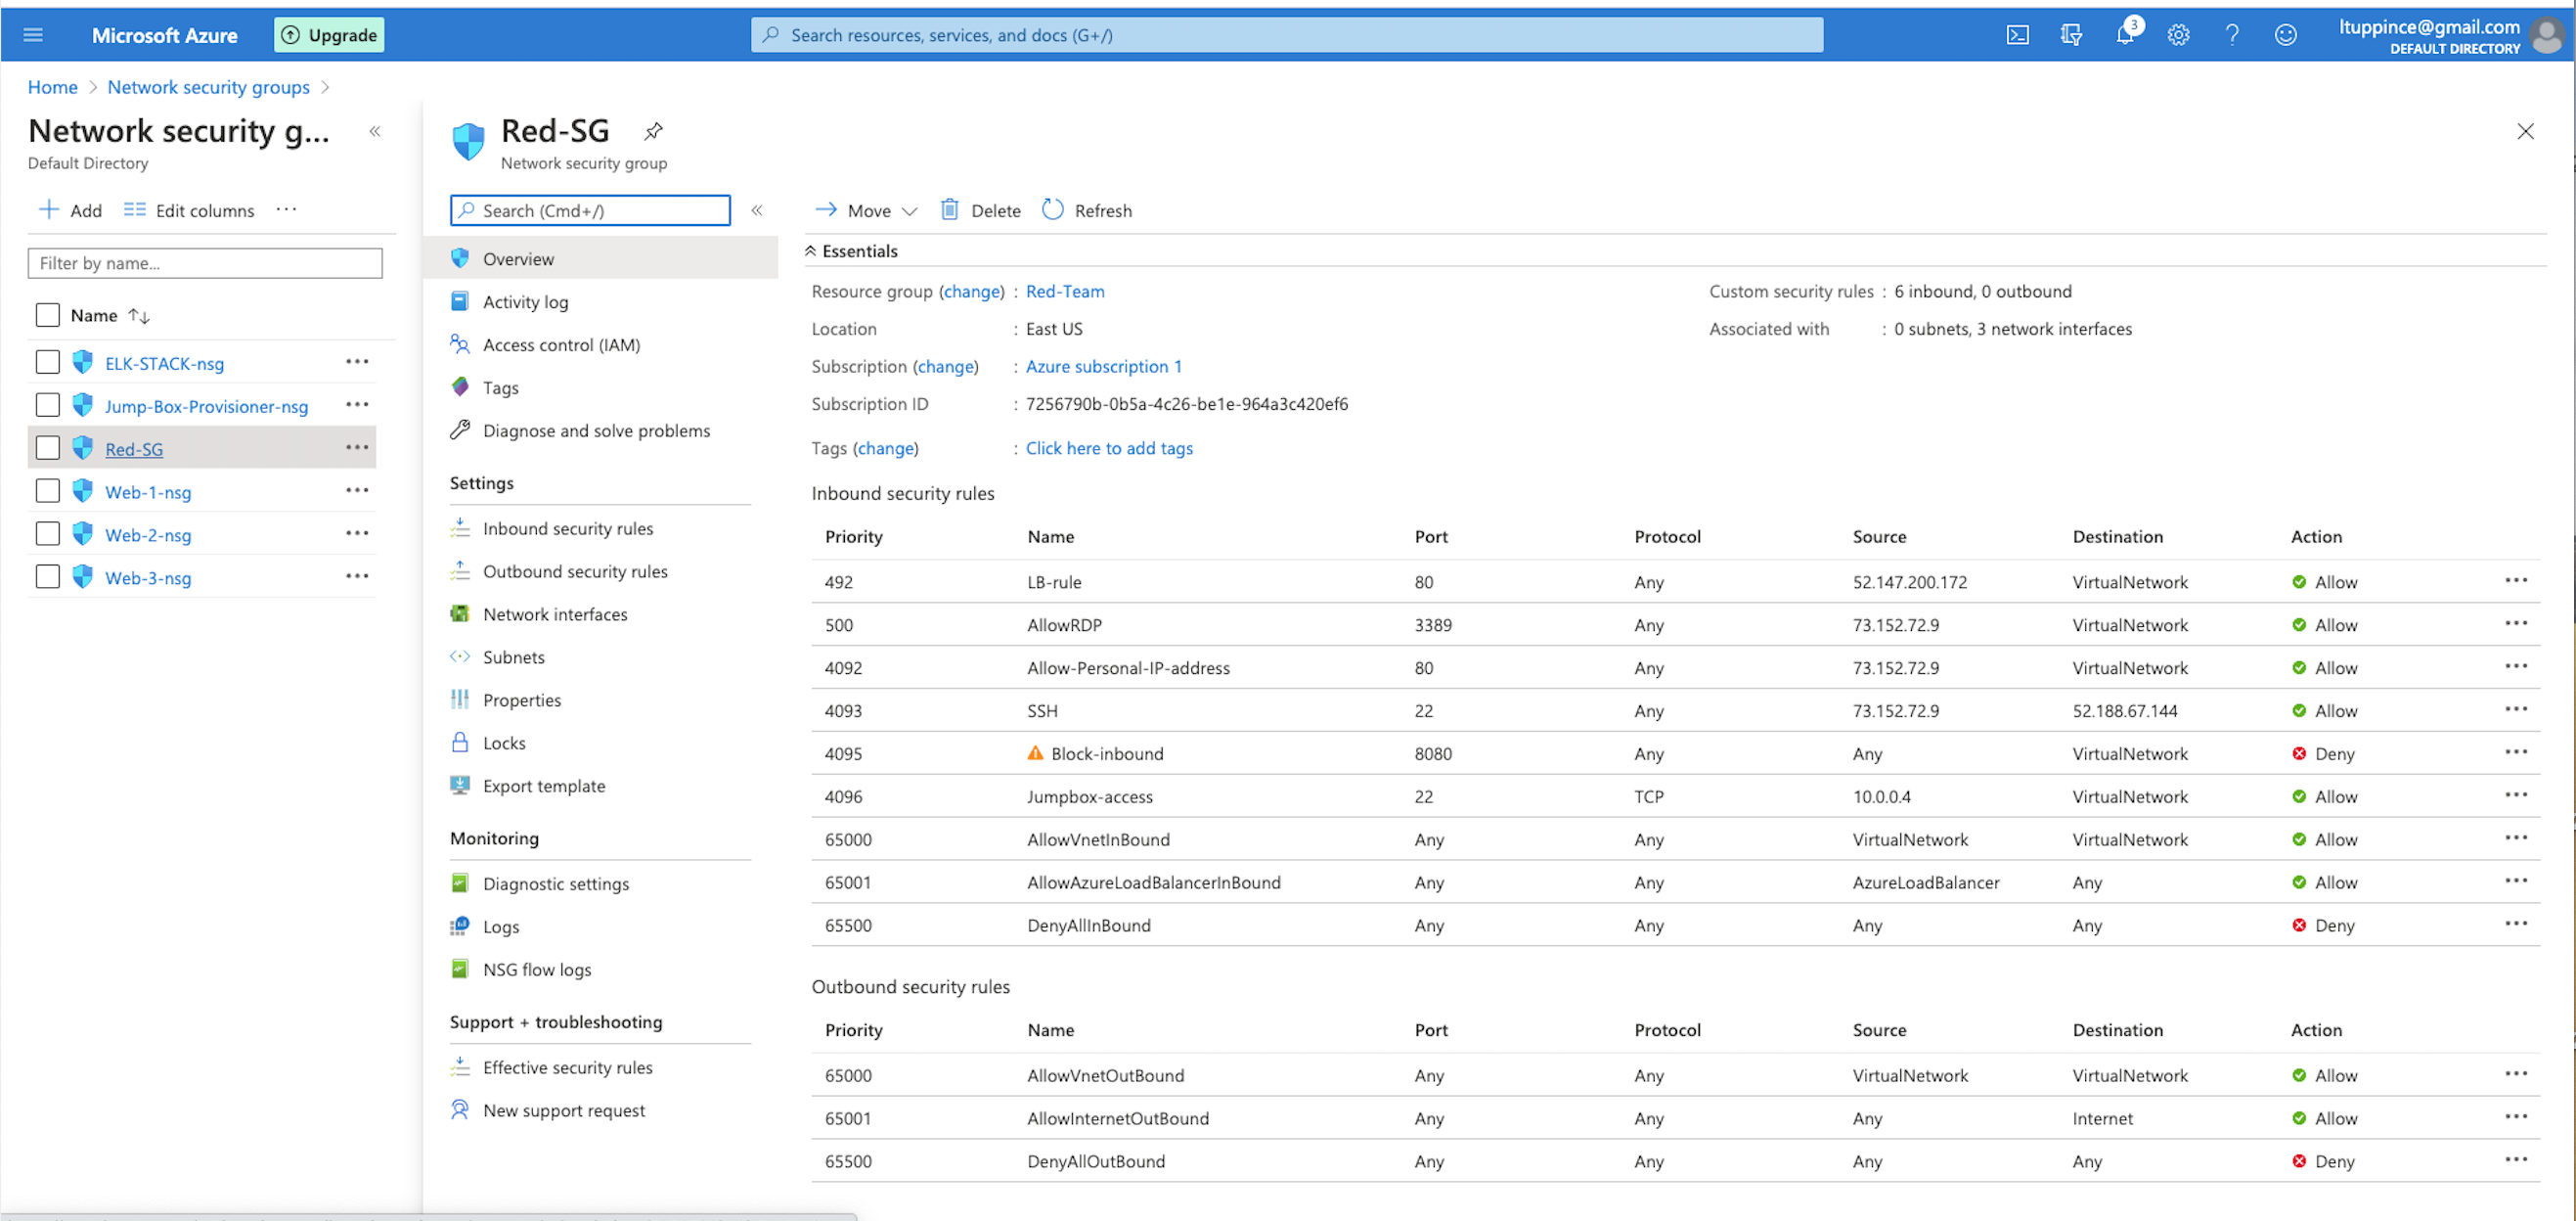 Microsoft Azure
Upgrade
Search resources, services, and docs (G+/)
3
ltuppince@gmail.com
DEFAULT DIRECTORY
Home > Network security groups >
Network security g...
Default Directory
Add Edit columns ...
Filter by name...
Name ↑↓
ELK-STACK-nsg
Jump-Box-Provisioner-nsg
Red-SG
Web-1-nsg
Web-2-nsg
Web-3-nsg
Red-SG
Network security group
Search (Cmd+/)
Overview
Activity log
Access control (IAM)
Tags
Diagnose and solve problems
Settings
Inbound security rules
Outbound security rules
Network interfaces
Subnets
Properties
Locks
Export template
Monitoring
Diagnostic settings
Logs
NSG flow logs
Support + troubleshooting
Effective security rules
New support request
Move Delete Refresh
Essentials
Resource group (change) : Red-Team
Location : East US
Subscription (change) : Azure subscription 1
Subscription ID : 7256790b-0b5a-4c26-be1e-964a3c420ef6
Tags (change) : Click here to add tags
Custom security rules : 6 inbound, 0 outbound
Associated with : 0 subnets, 3 network interfaces
Inbound security rules
Priority Name Port Protocol Source Destination Action
492 LB-rule 80 Any 52.147.200.172 VirtualNetwork Allow
500 AllowRDP 3389 Any 73.152.72.9 VirtualNetwork Allow
4092 Allow-Personal-IP-address 80 Any 73.152.72.9 VirtualNetwork Allow
4093 SSH 22 Any 73.152.72.9 52.188.67.144 Allow
4095 Block-inbound 8080 Any Any VirtualNetwork Deny
4096 Jumpbox-access 22 TCP 10.0.0.4 VirtualNetwork Allow
65000 AllowVnetInBound Any Any VirtualNetwork VirtualNetwork Allow
65001 AllowAzureLoadBalancerInBound Any Any AzureLoadBalancer Any Allow
65500 DenyAllInBound Any Any Any Any Deny
Outbound security rules
Priority Name Port Protocol Source Destination Action
65000 AllowVnetOutBound Any Any VirtualNetwork VirtualNetwork Allow
65001 AllowInternetOutBound Any Any Any Internet Allow
65500 DenyAllOutBound Any Any Any Any Deny